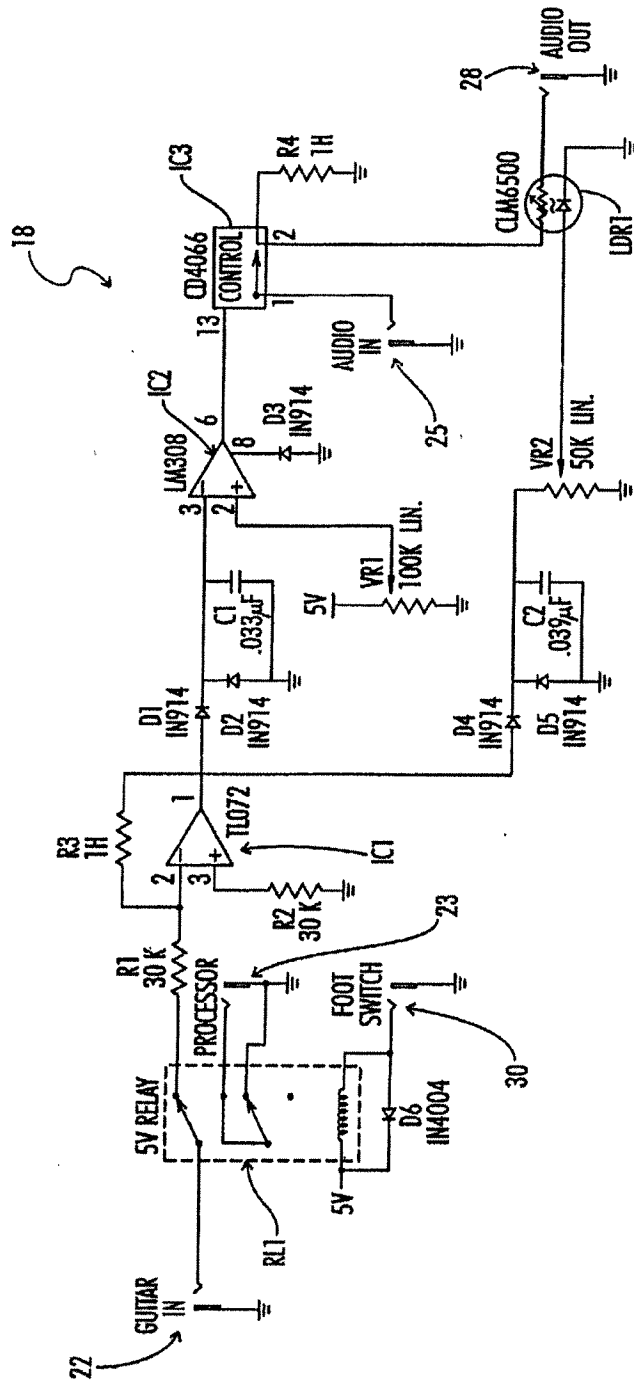 18
22
GUITAR
IN
5V RELAY
RL1
5V
D6
IN4004
R1
30 K
PROCESSOR
23
FOOT
SWITCH
30
R3
1H
2
3
1
TL072
IC1
R2
30 K
D1
IN914
D2
IN914
C1
.033µF
3
2
LM308
IC2
6
8
D3
IN914
5V
VR1
100K LIN.
13
CD4066
CONTROL
IC3
1
2
R4
1H
AUDIO
IN
25
D4
IN914
D5
IN914
C2
.039µF
VR2
50K LIN.
CLM6500
LDR1
28
AUDIO
OUT